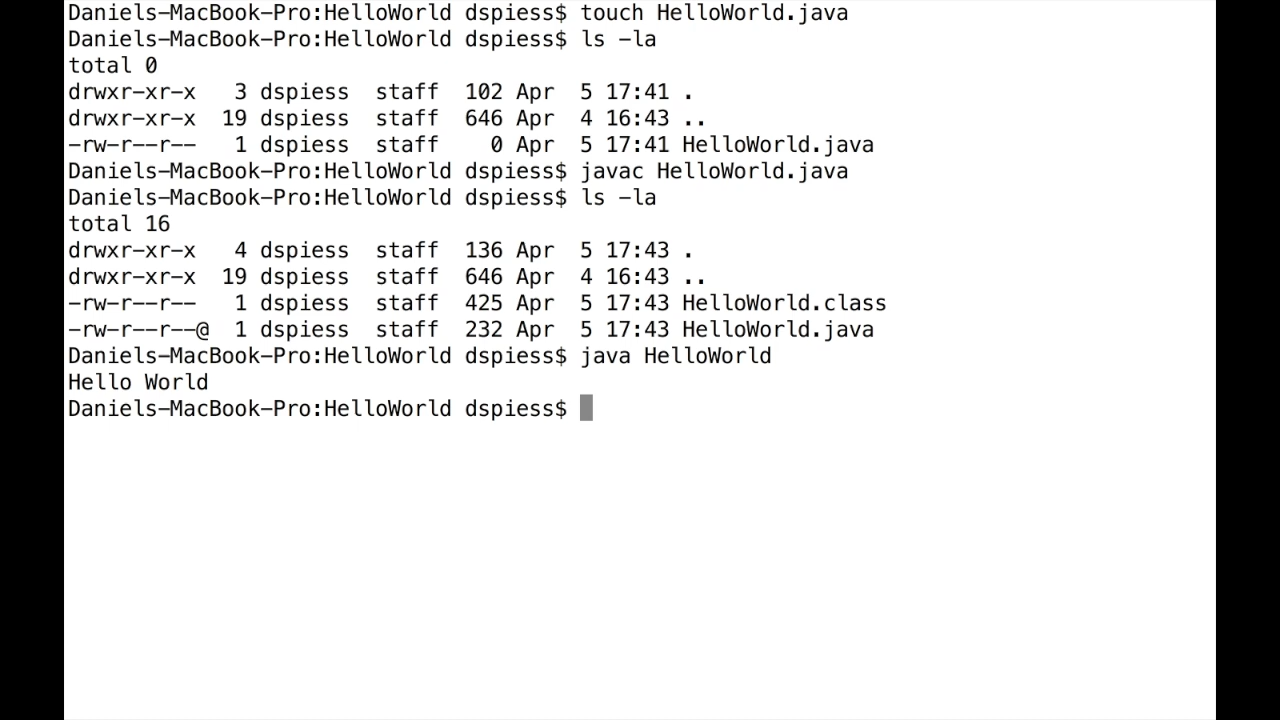 Daniels-MacBook-Pro:HelloWorld dspiess$ touch HelloWorld.java
Daniels-MacBook-Pro:HelloWorld dspiess$ ls -la
total 0
drwxr-xr-x   3 dspiess  staff  102 Apr  5 17:41 .
drwxr-xr-x  19 dspiess  staff  646 Apr  4 16:43 ..
-rw-r--r--   1 dspiess  staff    0 Apr  5 17:41 HelloWorld.java
Daniels-MacBook-Pro:HelloWorld dspiess$ javac HelloWorld.java
Daniels-MacBook-Pro:HelloWorld dspiess$ ls -la
total 16
drwxr-xr-x   4 dspiess  staff  136 Apr  5 17:43 .
drwxr-xr-x  19 dspiess  staff  646 Apr  4 16:43 ..
-rw-r--r--   1 dspiess  staff  425 Apr  5 17:43 HelloWorld.class
-rw-r--r--@  1 dspiess  staff  232 Apr  5 17:43 HelloWorld.java
Daniels-MacBook-Pro:HelloWorld dspiess$ java HelloWorld
Hello World
Daniels-MacBook-Pro:HelloWorld dspiess$